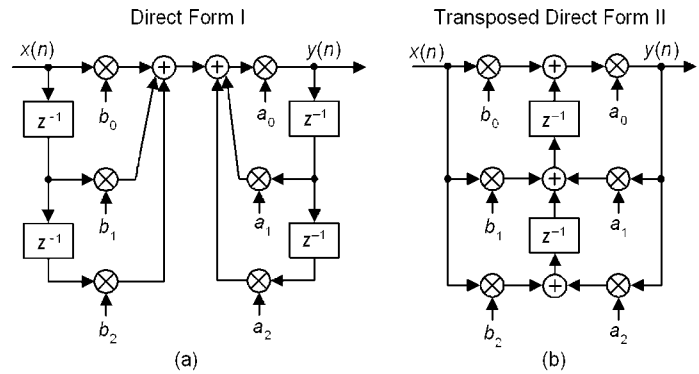 Direct Form I
Transposed Direct Form II
x(n)
y(n)
x(n)
y(n)
b0
a0
b0
a0
z-1
z–1
z–1
b1
a1
b1
a1
z-1
z–1
z–1
b2
a2
b2
a2
(a)
(b)